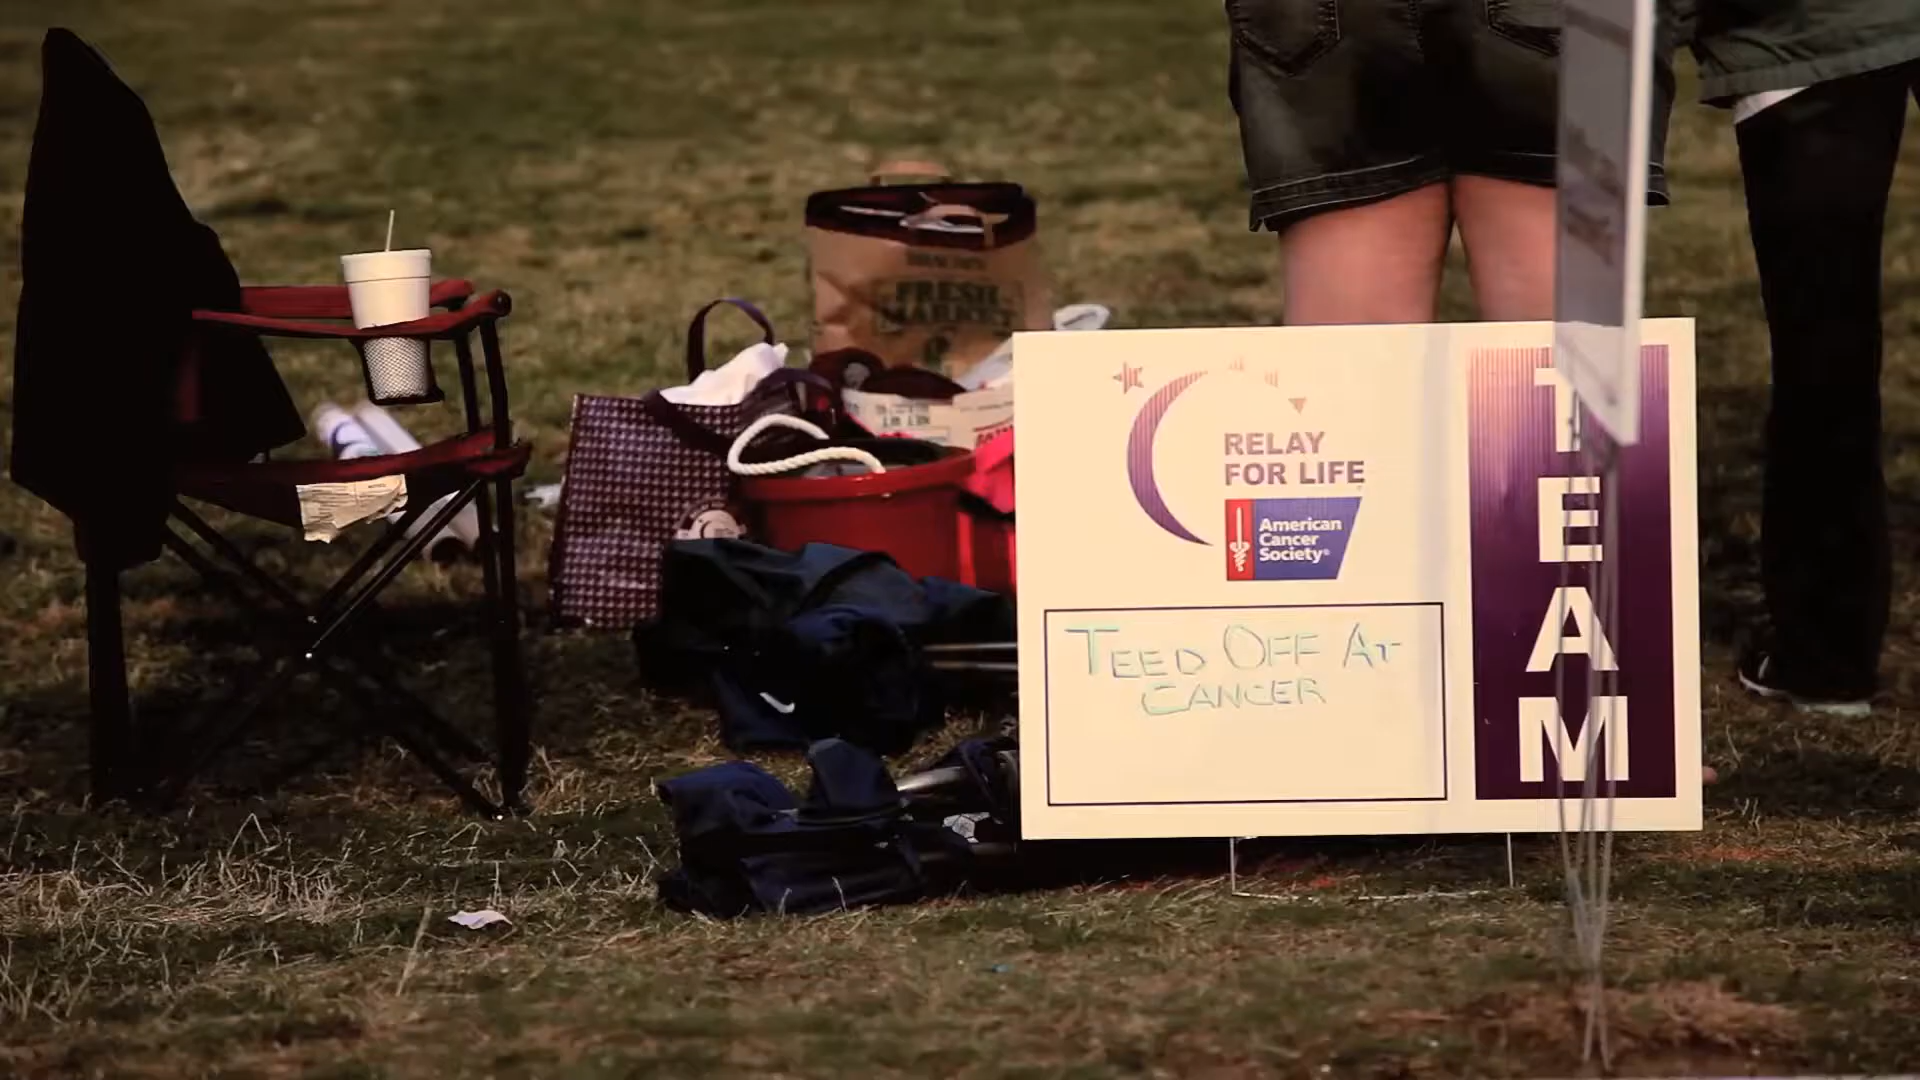 FRESH
MARKET
RELAY
FOR LIFE
American
Cancer
Society®
TEAM
TEED OFF AT
CANCER